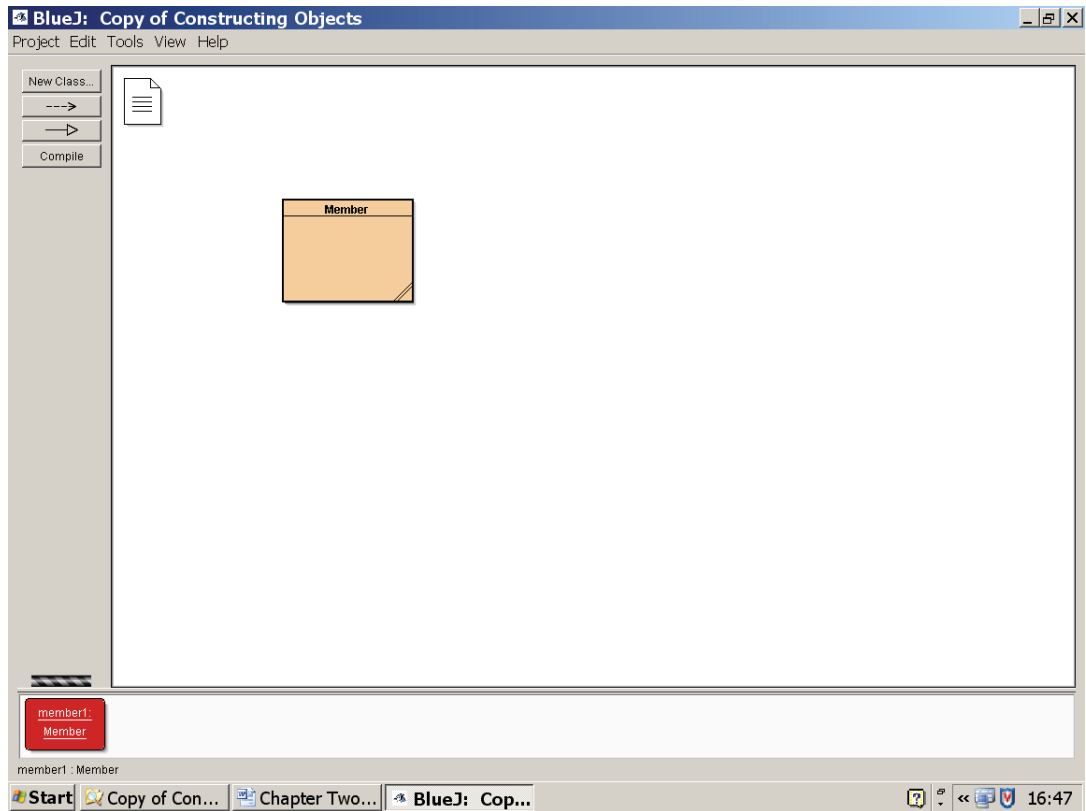 BlueJ: Copy of Constructing Objects
Project Edit Tools View Help
New Class...
Compile
Member
member1:
Member
member1 : Member
Start Copy of Con... Chapter Two... BlueJ: Cop... 16:47